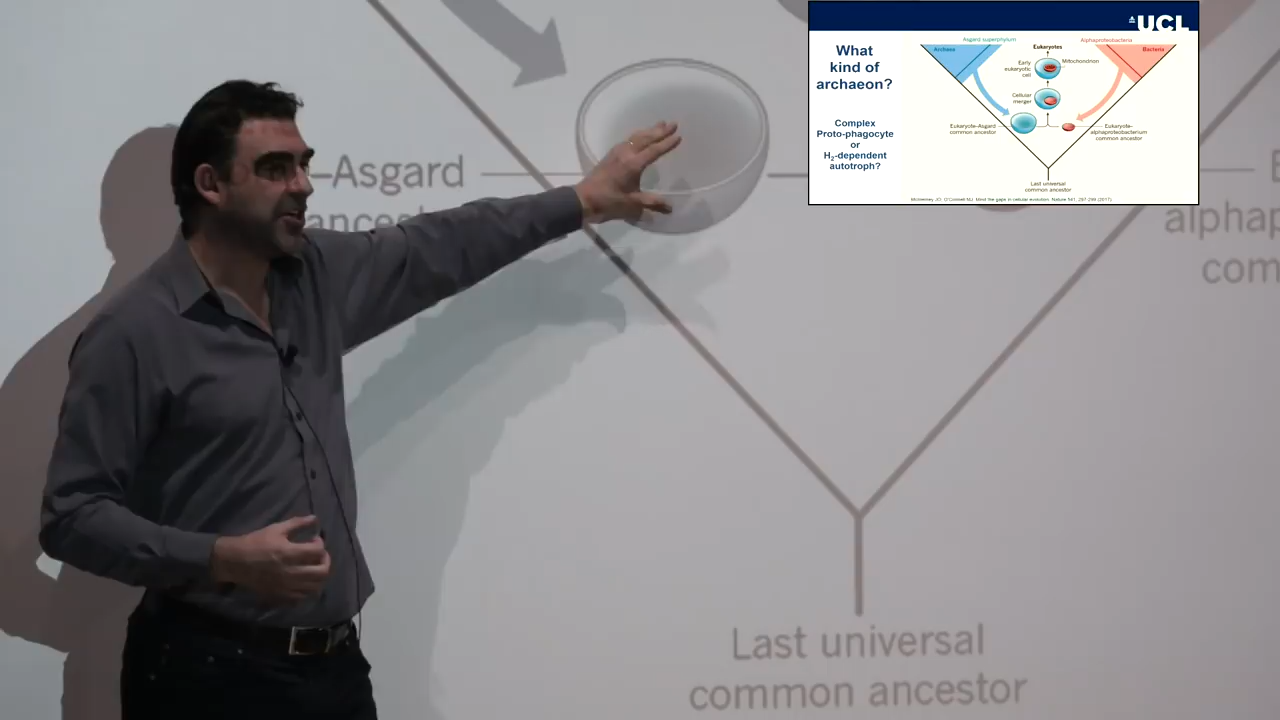 UCL
What
kind of
archaeon?
Complex
Proto-phagocyte
or
H2-dependent
autotroph?
Asgard superphylum
Alphaproteobacteria
Archaea
Eukaryotes
Bacteria
Early
eukaryotic
cell
Mitochondrion
Cellular
merger
Eukaryote–Asgard
common ancestor
Eukaryote–
alphaproteobacterium
common ancestor
Last universal
common ancestor
McInerney JO, O'Connell MJ. Mind the gaps in cellular evolution. Nature 541, 297-299 (2017)
–Asgard
ancest
E
alphap
com
Last universal
common ancestor